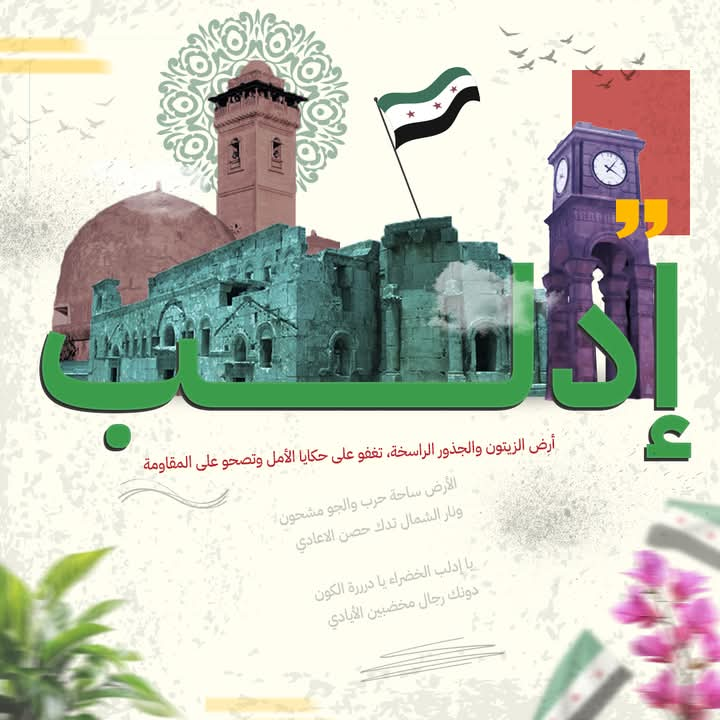 إدلب
أرض الزيتون والجذور الراسخة، تغفو على حكايا الأمل وتصحو على المقاومة
الأرض ساحة حرب والجو مشحون
ونار الشمال تدك حصن الاعادي
يا إدلب الخضراء يا درررة الكون
دونك رجال مخضبين الأيادي